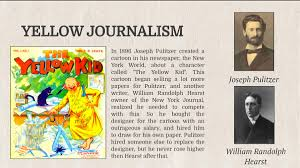 YELLOW JOURNALISM
THE
YELLOW KID
In 1896 Joseph Pulitzer created a
cartoon in his newspaper, the New
York World, about a character
called "The Yellow Kid". This
cartoon began selling a lot more
papers for Pulitzer, and another
writer, William Randolph Hearst
owner of the New York Journal,
realized he needed to compete
with this! So he bought the
designer for the cartoon with an
outrageous salary, and hired him
to draw for his own paper. Pulitzer
hired someone else to replace the
designer, but he never rose higher
then Hearst after that.
Joseph Pulitzer
William Randolph
Hearst